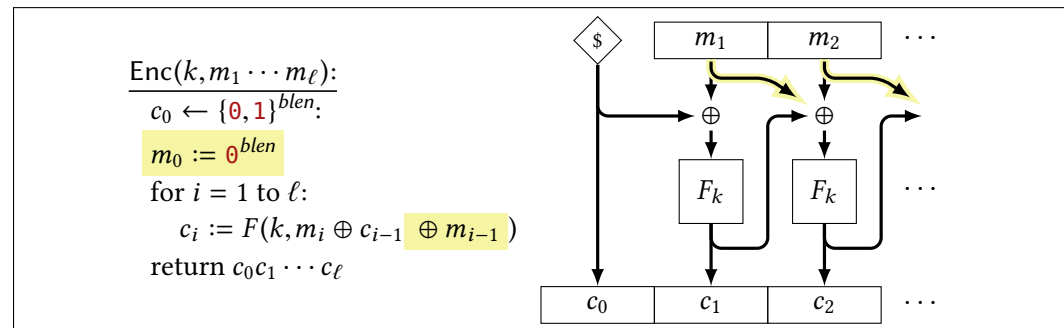 Enc(k, m₁ ⋯ m_ℓ):
c₀ ← {0, 1}^blen:
m₀ := 0^blen
for i = 1 to ℓ:
c_i := F(k, m_i ⊕ c_{i−1} ⊕ m_{i−1})
return c₀c₁ ⋯ c_ℓ
$ m₁ m₂ ⋯
⊕ ⊕
F_k F_k ⋯
c₀ c₁ c₂ ⋯